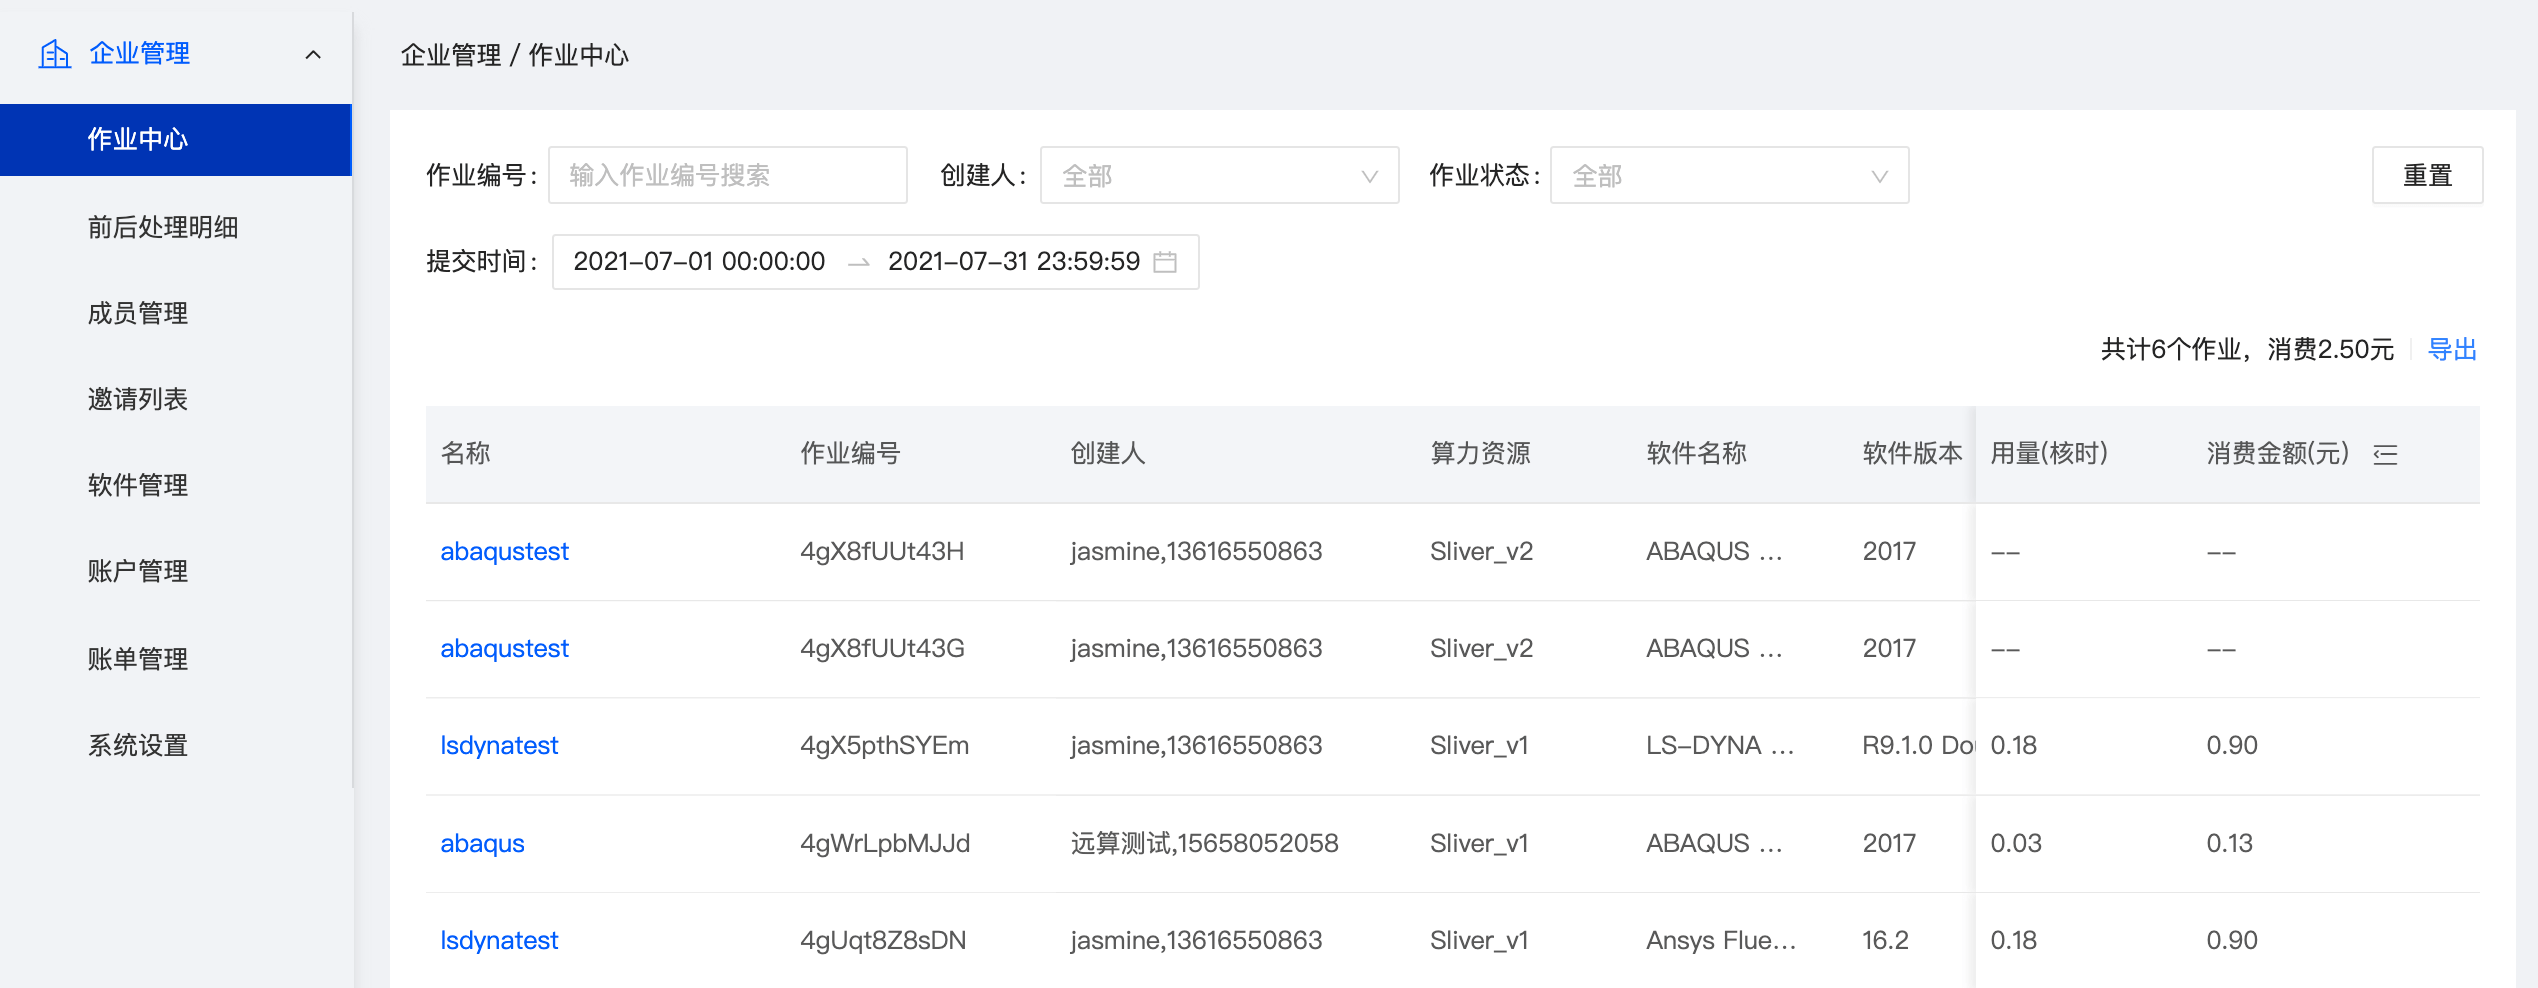 企业管理
作业中心
前后处理明细
成员管理
邀请列表
软件管理
账户管理
账单管理
系统设置
企业管理 / 作业中心
作业编号: 输入作业编号搜索 创建人: 全部 作业状态: 全部 重置
提交时间: 2021-07-01 00:00:00 → 2021-07-31 23:59:59
共计6个作业，消费2.50元 导出
名称 作业编号 创建人 算力资源 软件名称 软件版本 用量(核时) 消费金额(元)
abaqustest 4gX8fUUt43H jasmine,13616550863 Sliver_v2 ABAQUS ... 2017 -- --
abaqustest 4gX8fUUt43G jasmine,13616550863 Sliver_v2 ABAQUS ... 2017 -- --
lsdynatest 4gX5pthSYEm jasmine,13616550863 Sliver_v1 LS-DYNA ... R9.1.0 Dou 0.18 0.90
abaqus 4gWrLpbMJJd 远算测试,15658052058 Sliver_v1 ABAQUS ... 2017 0.03 0.13
lsdynatest 4gUqt8Z8sDN jasmine,13616550863 Sliver_v1 Ansys Flue... 16.2 0.18 0.90